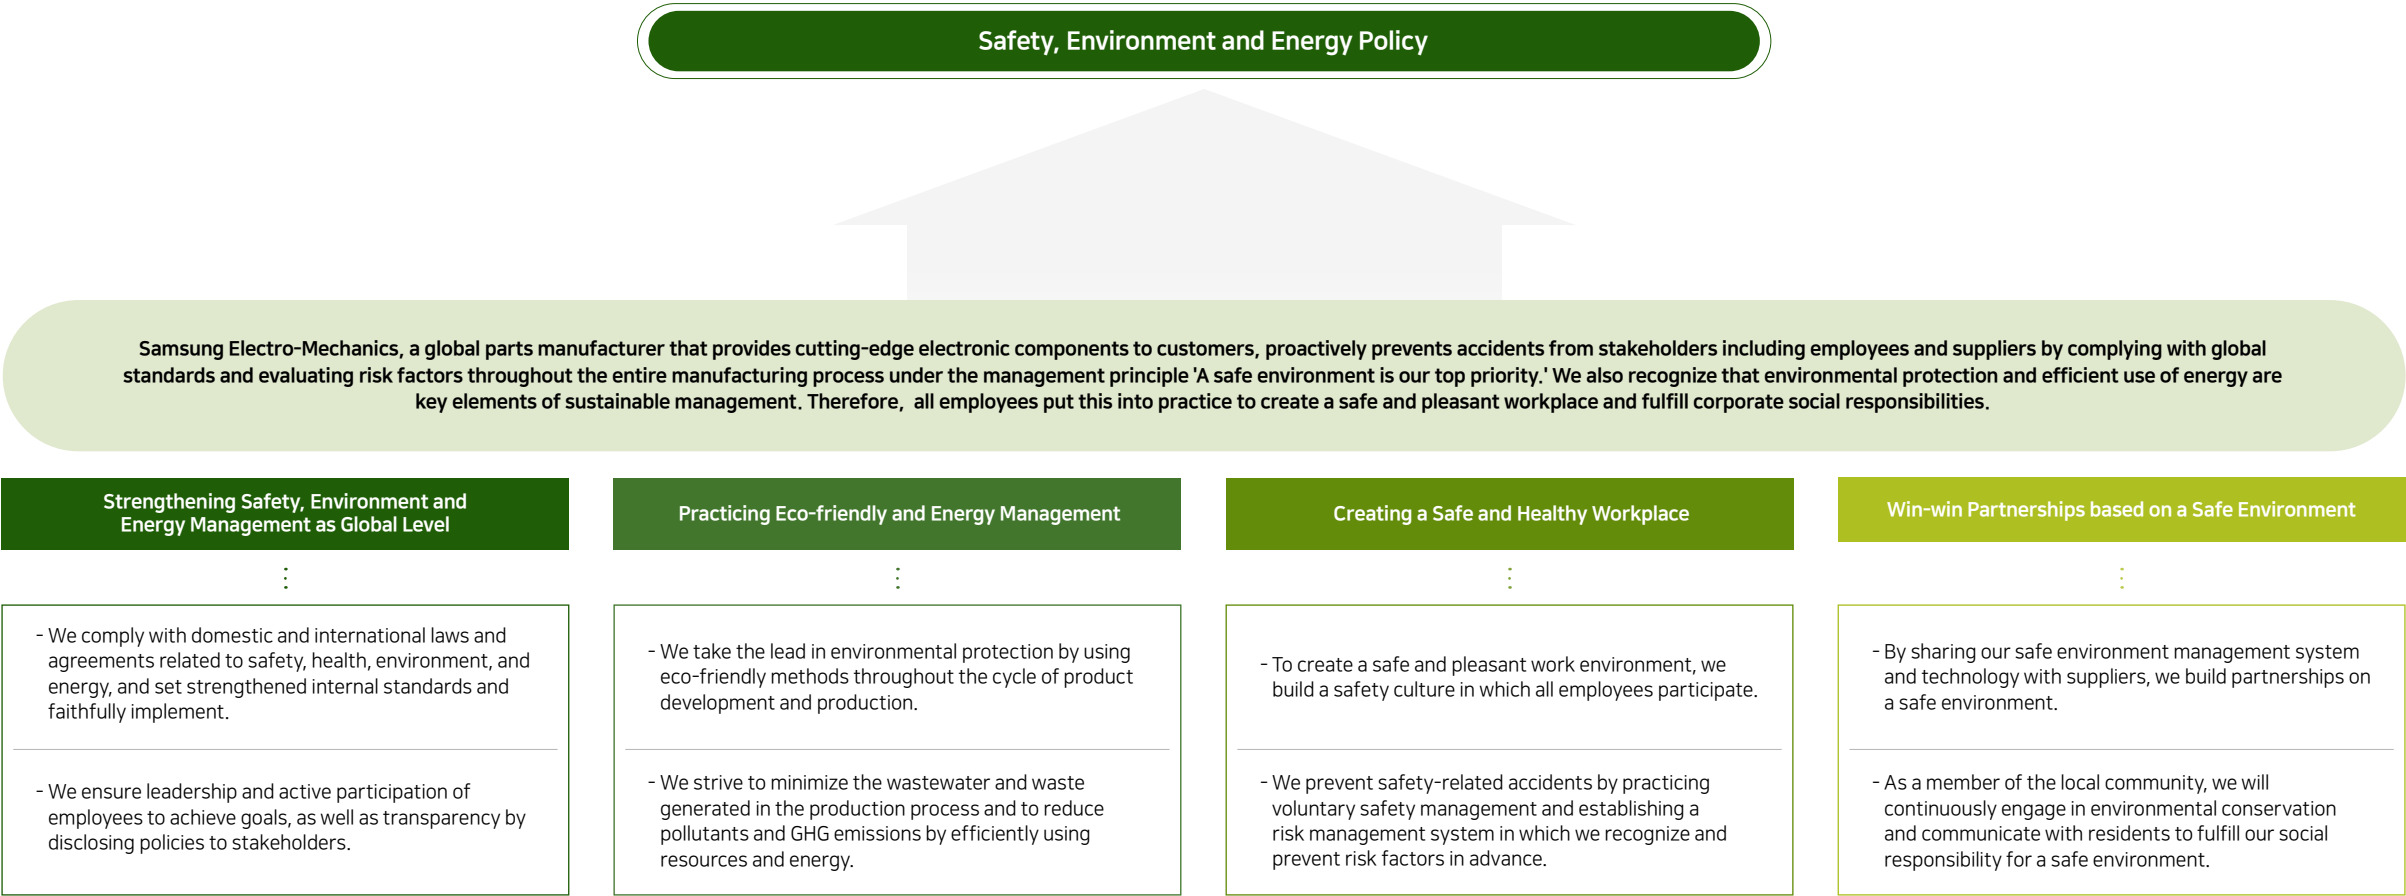 Safety, Environment and Energy Policy
Samsung Electro-Mechanics, a global parts manufacturer that provides cutting-edge electronic components to customers, proactively prevents accidents from stakeholders including employees and suppliers by complying with global
standards and evaluating risk factors throughout the entire manufacturing process under the management principle 'A safe environment is our top priority.' We also recognize that environmental protection and efficient use of energy are
key elements of sustainable management. Therefore, all employees put this into practice to create a safe and pleasant workplace and fulfill corporate social responsibilities.
Strengthening Safety, Environment and
Energy Management as Global Level
- We comply with domestic and international laws and
agreements related to safety, health, environment, and
energy, and set strengthened internal standards and
faithfully implement.
- We ensure leadership and active participation of
employees to achieve goals, as well as transparency by
disclosing policies to stakeholders.
Practicing Eco-friendly and Energy Management
- We take the lead in environmental protection by using
eco-friendly methods throughout the cycle of product
development and production.
- We strive to minimize the wastewater and waste
generated in the production process and to reduce
pollutants and GHG emissions by efficiently using
resources and energy.
Creating a Safe and Healthy Workplace
- To create a safe and pleasant work environment, we
build a safety culture in which all employees participate.
- We prevent safety-related accidents by practicing
voluntary safety management and establishing a
risk management system in which we recognize and
prevent risk factors in advance.
Win-win Partnerships based on a Safe Environment
- By sharing our safe environment management system
and technology with suppliers, we build partnerships on
a safe environment.
- As a member of the local community, we will
continuously engage in environmental conservation
and communicate with residents to fulfill our social
responsibility for a safe environment.